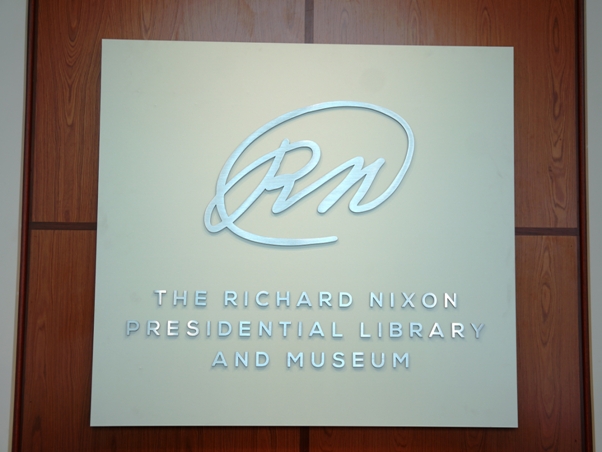 RN
THE RICHARD NIXON
PRESIDENTIAL LIBRARY
AND MUSEUM